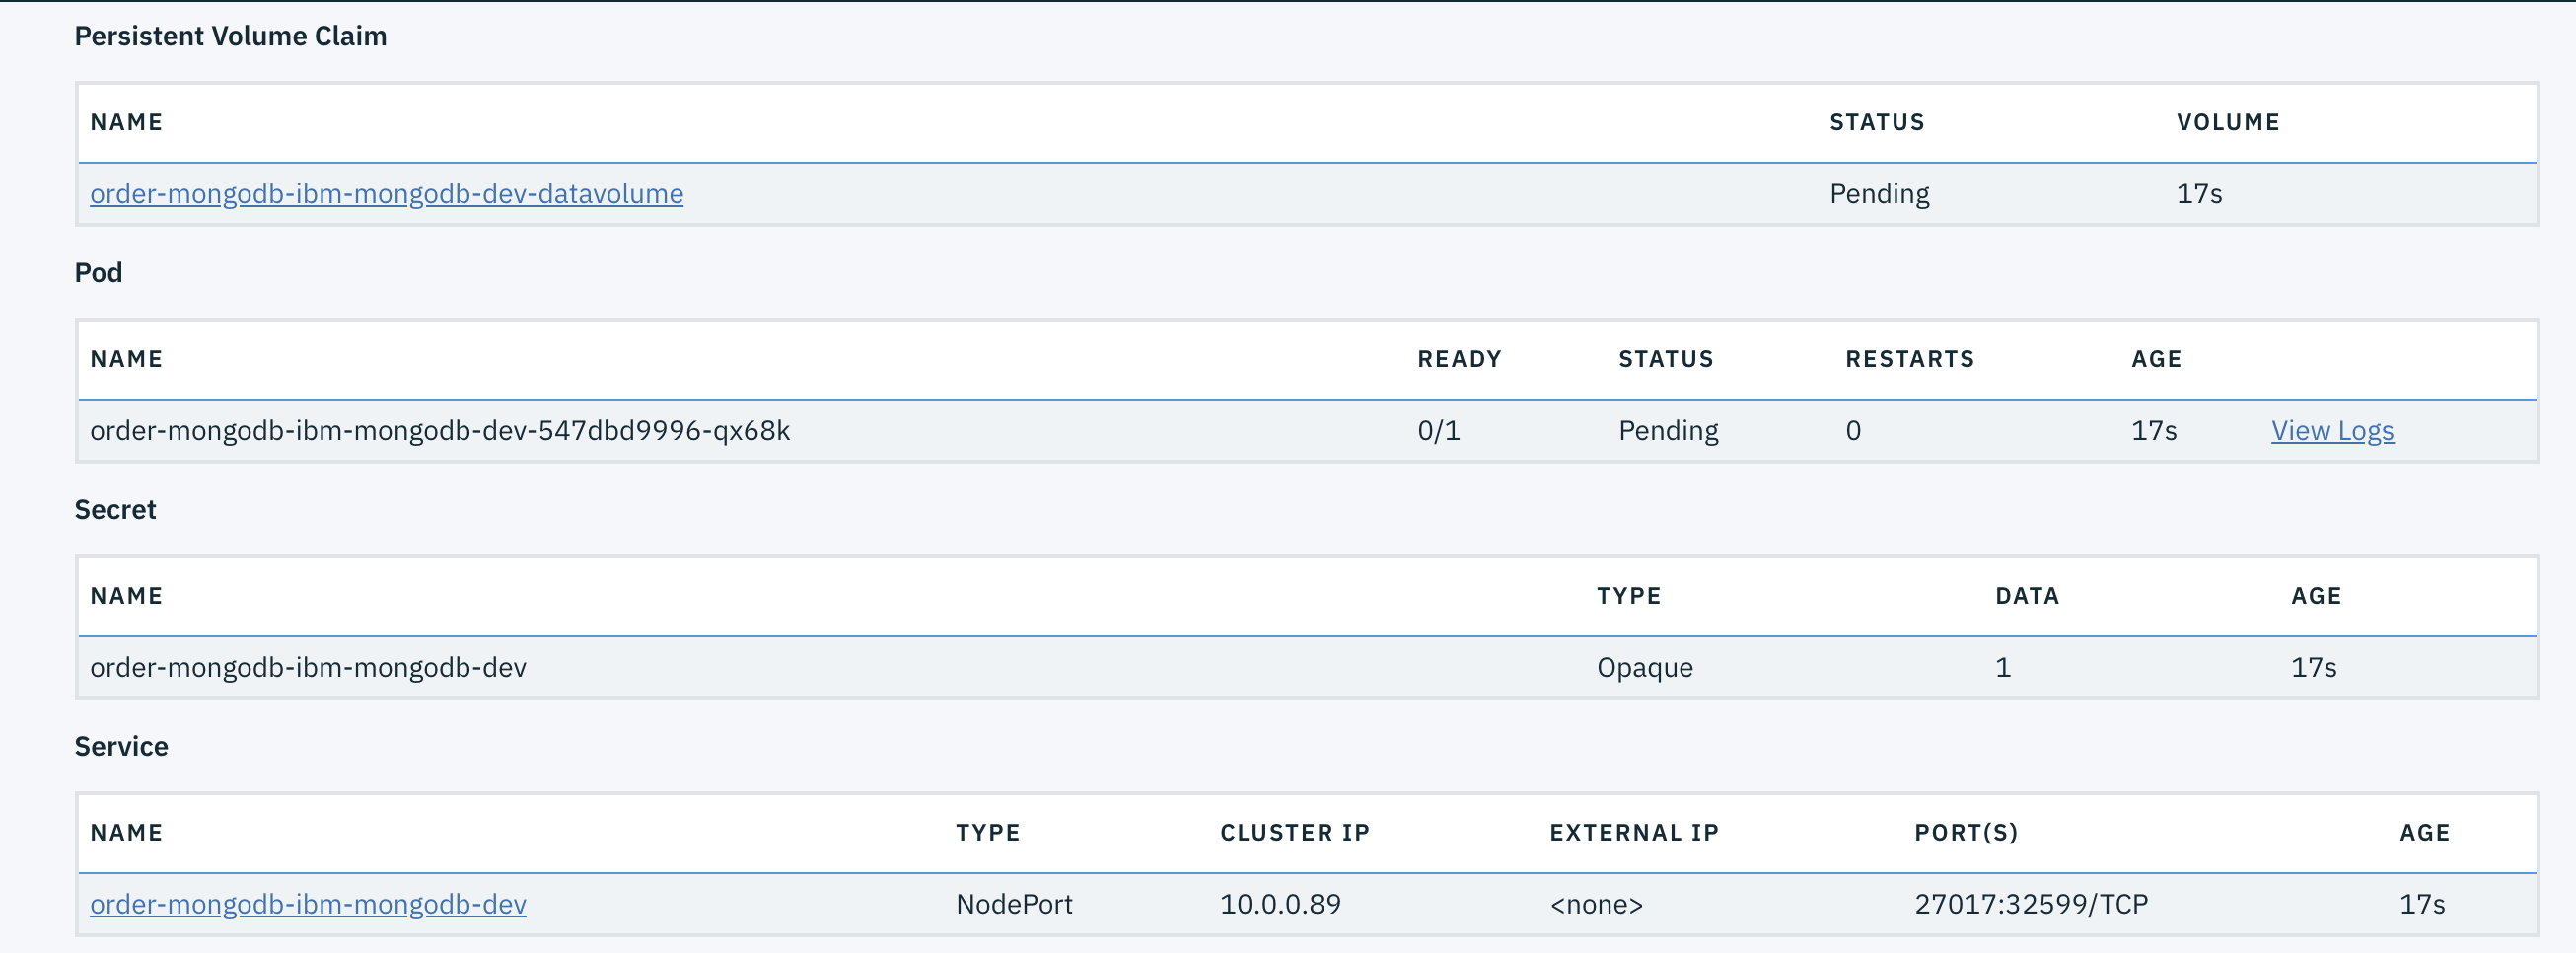 Persistent Volume Claim
NAME STATUS VOLUME
order-mongodb-ibm-mongodb-dev-datavolume Pending 17s
Pod
NAME READY STATUS RESTARTS AGE
order-mongodb-ibm-mongodb-dev-547dbd9996-qx68k 0/1 Pending 0 17s View Logs
Secret
NAME TYPE DATA AGE
order-mongodb-ibm-mongodb-dev Opaque 1 17s
Service
NAME TYPE CLUSTER IP EXTERNAL IP PORT(S) AGE
order-mongodb-ibm-mongodb-dev NodePort 10.0.0.89 <none> 27017:32599/TCP 17s